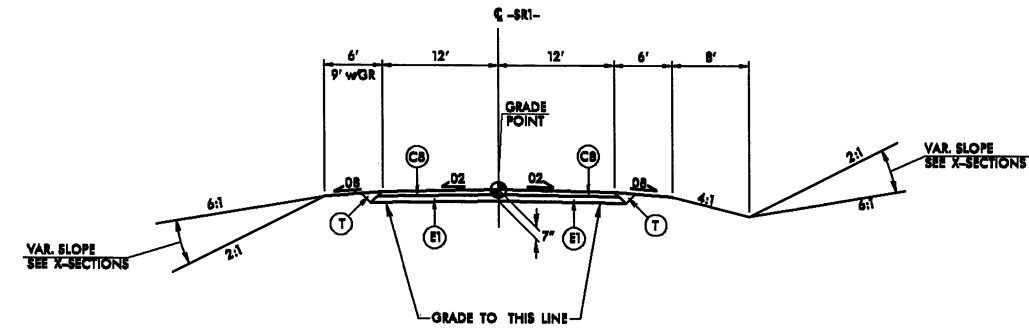 ℄ -SR1-
6' 12' 12' 6' 8'
9' w/GR
GRADE
POINT
C8 C8
08 02 02 08
VAR. SLOPE
SEE X-SECTIONS
2:1
6:1
4:1
6:1
2:1
T E1 7" E1 T
VAR. SLOPE
SEE X-SECTIONS
GRADE TO THIS LINE